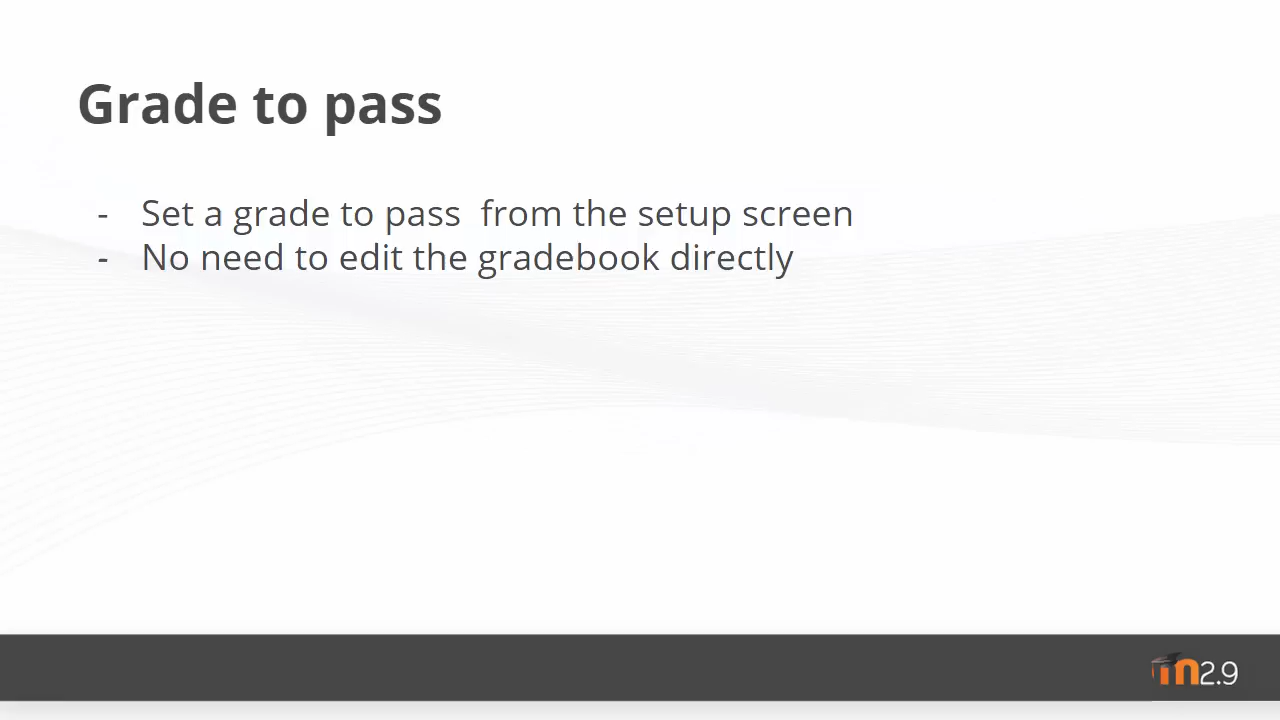 Grade to pass
- Set a grade to pass  from the setup screen
- No need to edit the gradebook directly
m2.9